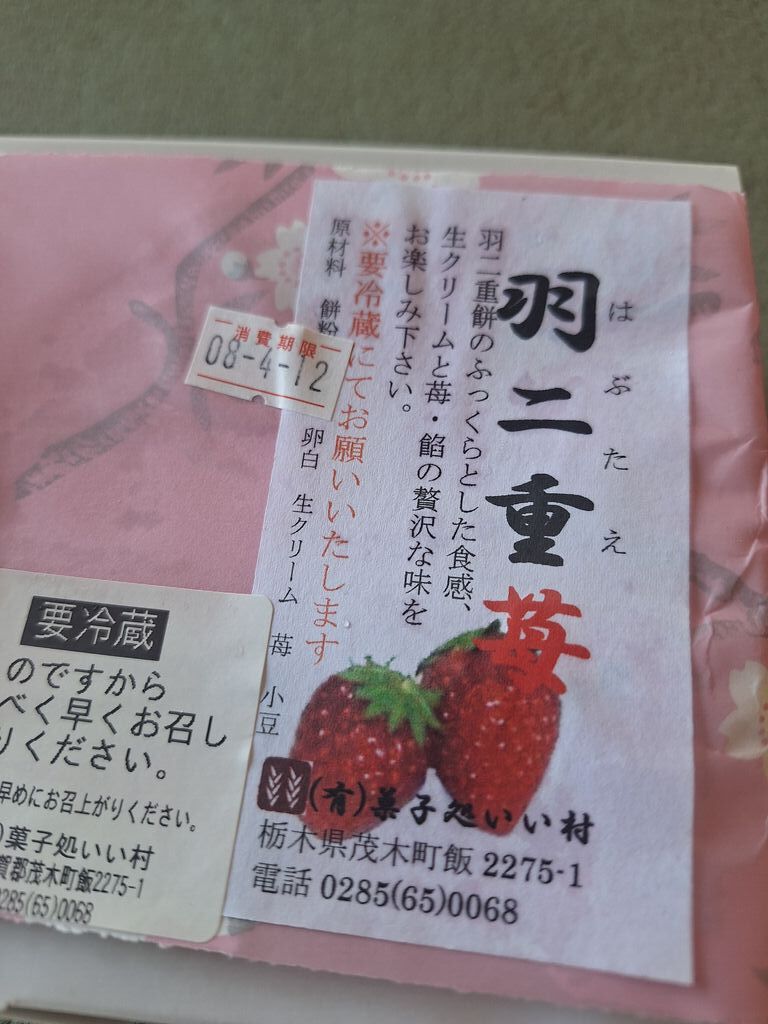 はぶたえ
羽二重苺
羽二重餅のふっくらとした食感、
生クリームと苺・餡の贅沢な味を
お楽しみ下さい。
※要冷蔵にてお願いいたします
原材料 餅粉 卵白 生クリーム 苺 小豆
(有)菓子処いい村
栃木県茂木町飯 2275-1
電話 0285(65)0068
消費期限
08-4-12
要冷蔵
のですから
べく早くお召し
りください。
早めにお召上がりください。
)菓子処いい村
賀郡茂木町飯2275-1
0285(65)0068